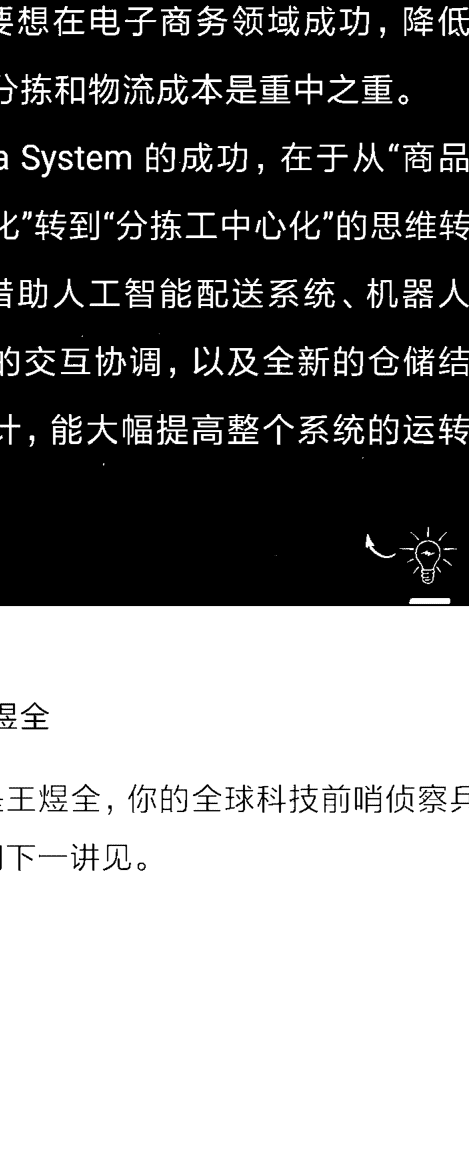 要想在电子商务领域成功，降低
分拣和物流成本是重中之重。
a System 的成功，在于从“商品
化”转到“分拣工中心化”的思维转
借助人工智能配送系统、机器人
的交互协调，以及全新的仓储结
计，能大幅提高整个系统的运转
煜全
是王煜全，你的全球科技前哨侦察兵
们下一讲见。